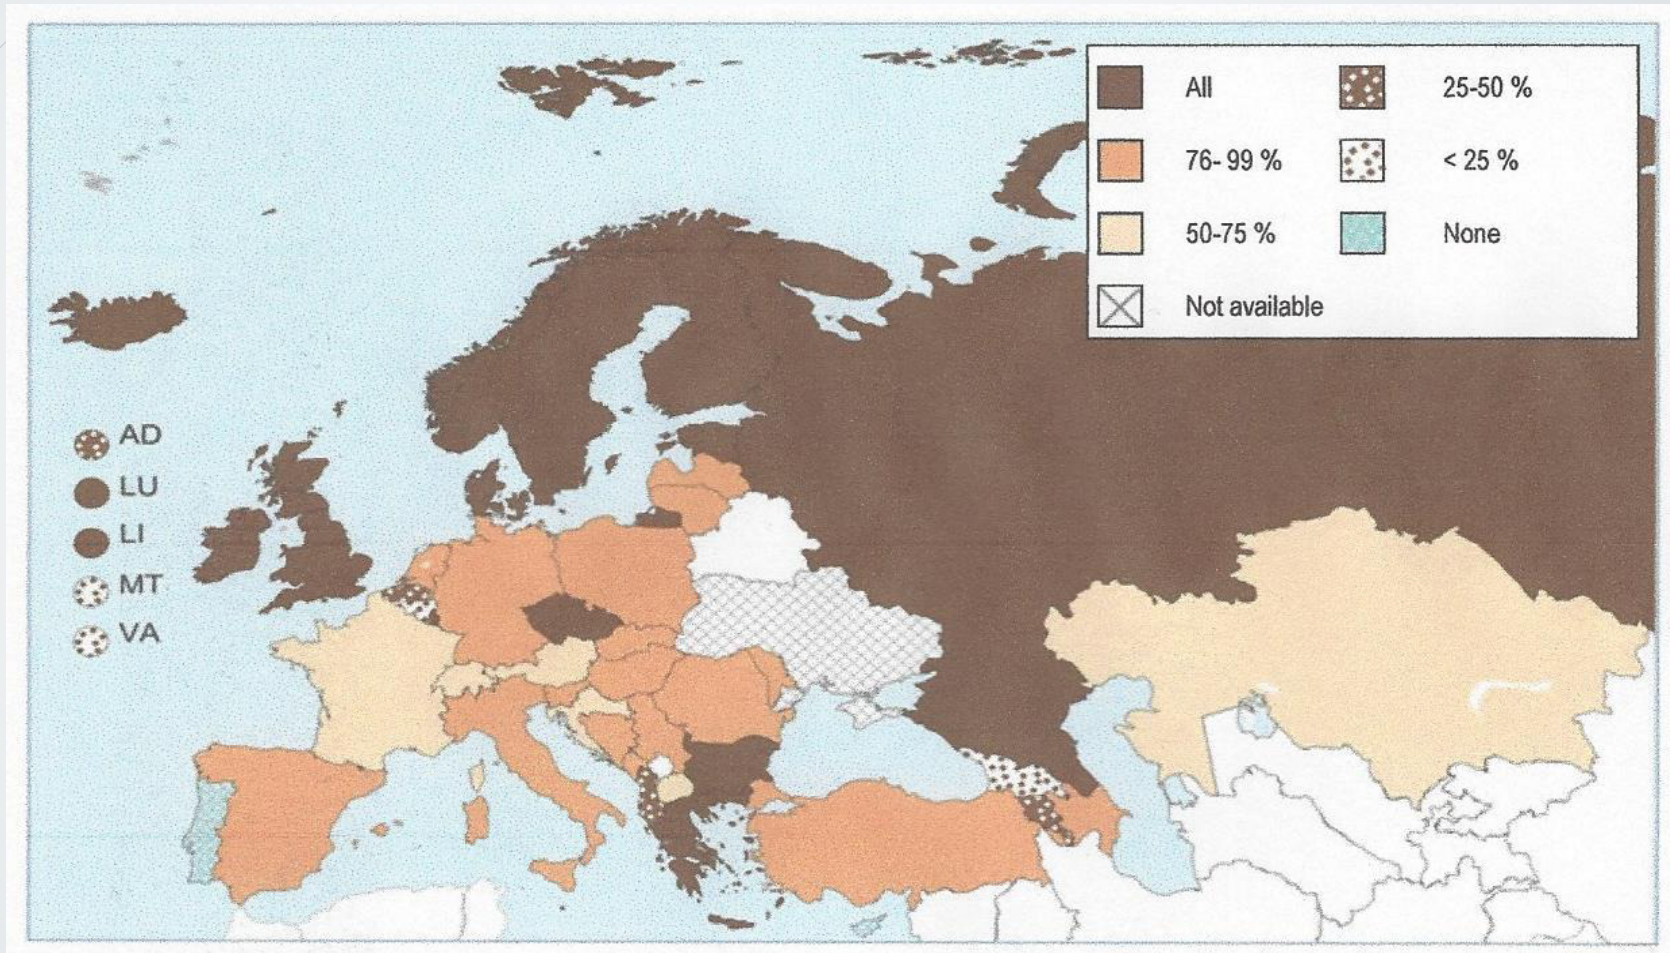 All
25-50 %
76- 99 %
< 25 %
50-75 %
None
Not available
AD
LU
LI
MT
VA